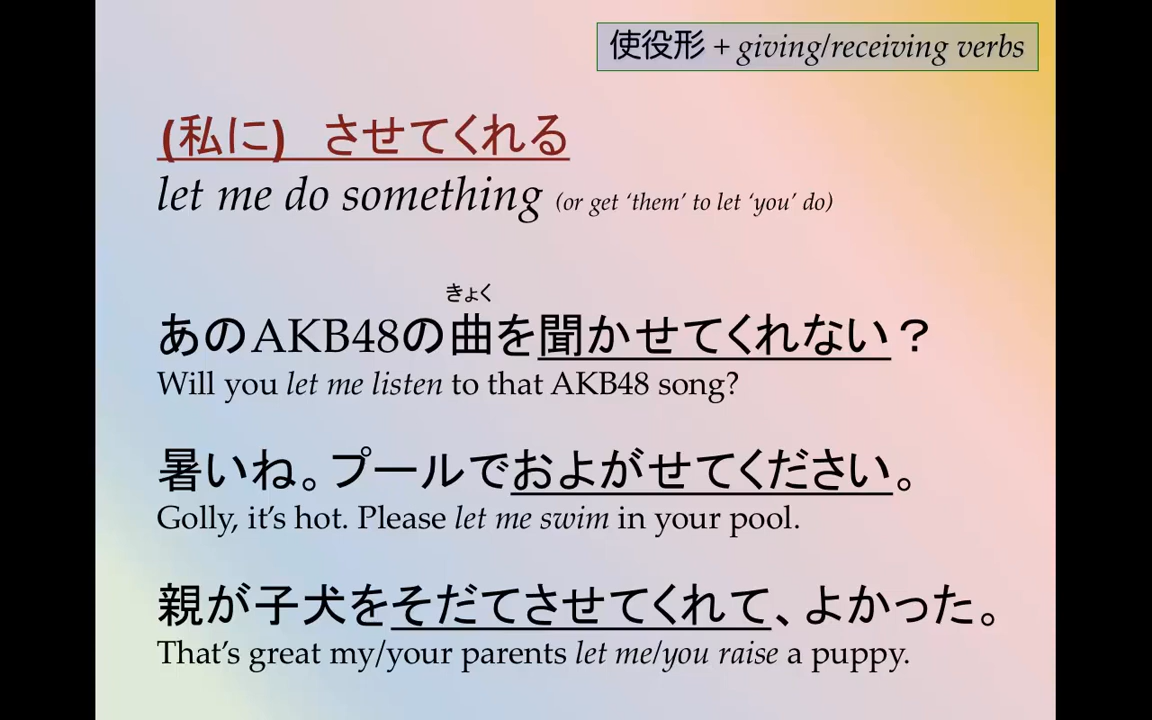 使役形 + giving/receiving verbs
(私に) させてくれる
let me do something (or get ‘them’ to let ‘you’ do)
きょく
あのAKB48の曲を聞かせてくれない？
Will you let me listen to that AKB48 song?
暑いね。プールでおよがせてください。
Golly, it’s hot. Please let me swim in your pool.
親が子犬をそだてさせてくれて、よかった。
That’s great my/your parents let me/you raise a puppy.